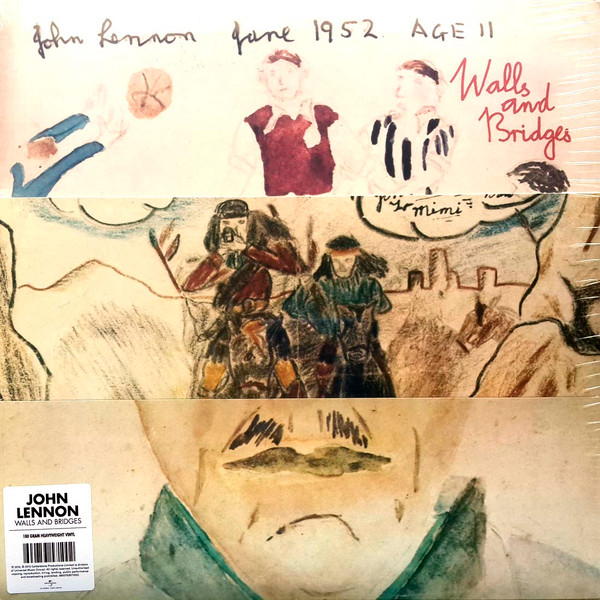 John Lennon June 1952. AGE 11
Walls
and
Bridges
to mimi
JOHN
LENNON
WALLS AND BRIDGES
180 GRAM HEAVYWEIGHT VINYL